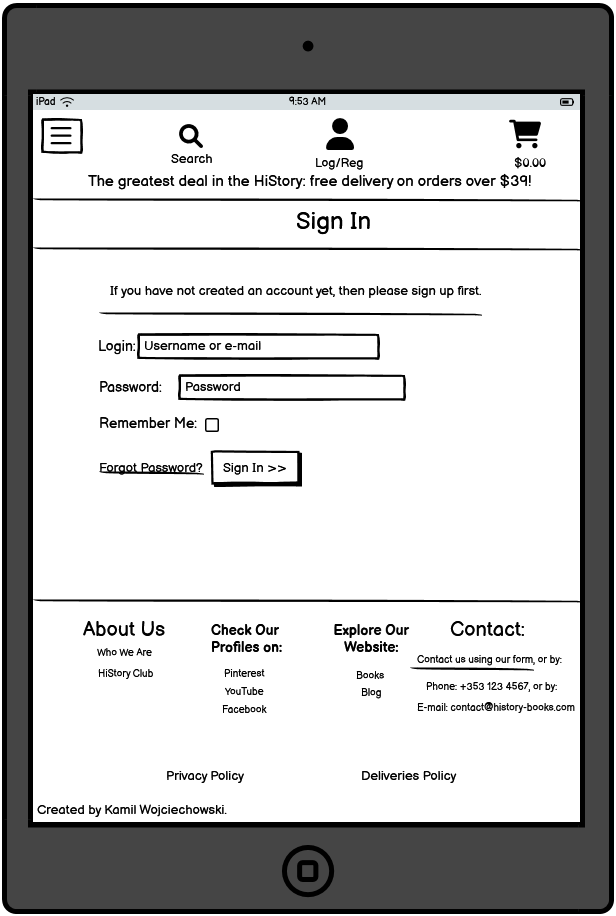 iPad 9:53 AM
Search
Log/Reg
$0.00
The greatest deal in the HiStory: free delivery on orders over $39!
Sign In
If you have not created an account yet, then please sign up first.
Login: Username or e-mail
Password: Password
Remember Me:
Forgot Password? Sign In >>
About Us
Who We Are
HiStory Club
Check Our
Profiles on:
Pinterest
YouTube
Facebook
Explore Our
Website:
Books
Blog
Contact:
Contact us using our form, or by:
Phone: +353 123 4567, or by:
E-mail: contact@history-books.com
Privacy Policy
Deliveries Policy
Created by Kamil Wojciechowski.